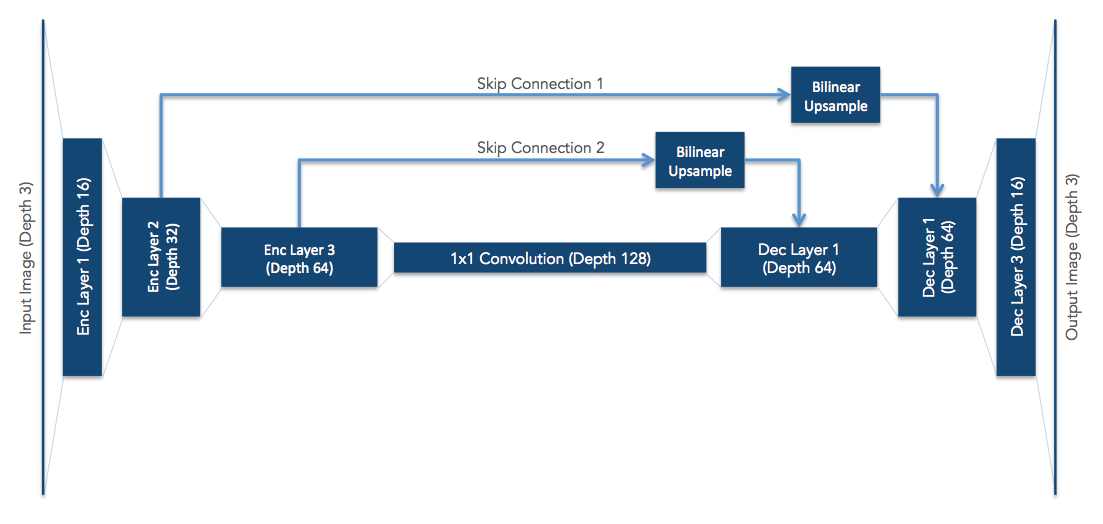 Skip Connection 1
Bilinear
Upsample
Skip Connection 2
Bilinear
Upsample
Input Image (Depth 3)
Enc Layer 1 (Depth 16)
Enc Layer 2
(Depth 32)
Enc Layer 3
(Depth 64)
1x1 Convolution (Depth 128)
Dec Layer 1
(Depth 64)
Dec Layer 1
(Depth 64)
Dec Layer 3 (Depth 16)
Output Image (Depth 3)